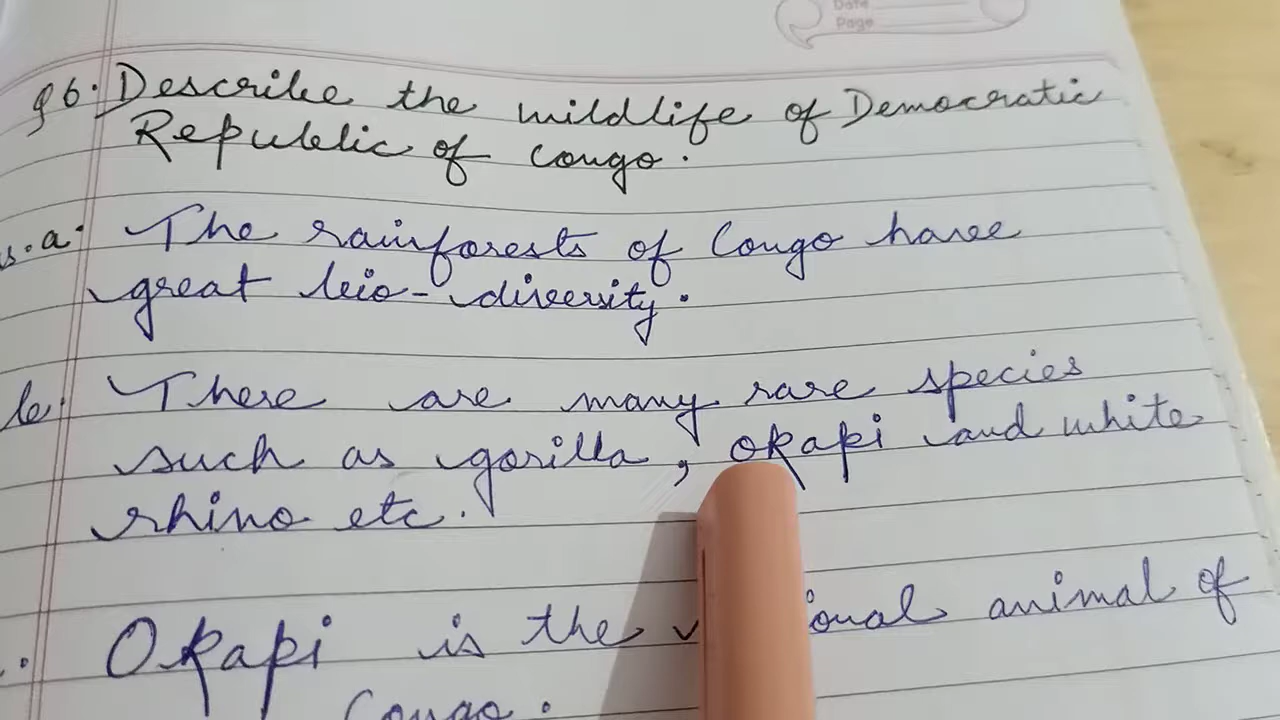 Date
Page
Q6. Describe the wildlife of Democratic
Republic of Congo.
s.a. The rainforests of Congo have
great bio-diversity.
b. There are many rare species
such as gorilla, okapi and white
rhino etc.
Okapi is the animal of
Congo.